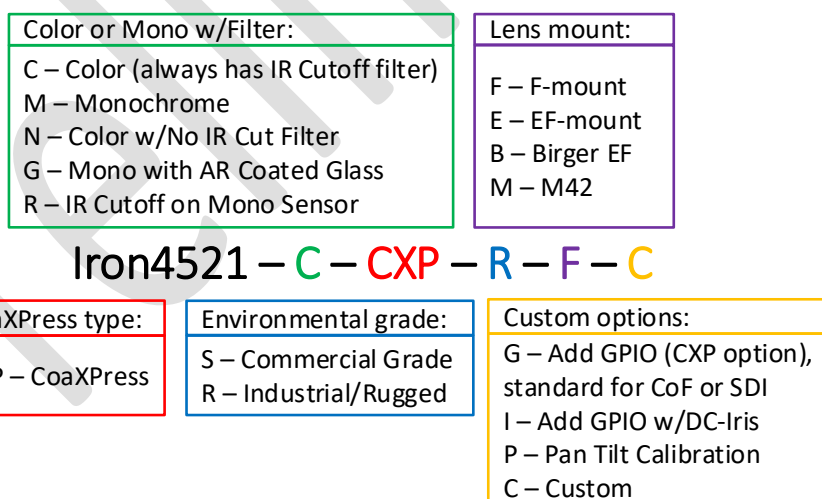 Color or Mono w/Filter:
C – Color (always has IR Cutoff filter)
M – Monochrome
N – Color w/No IR Cut Filter
G – Mono with AR Coated Glass
R – IR Cutoff on Mono Sensor
Lens mount:
F – F-mount
E – EF-mount
B – Birger EF
M – M42
Iron4521 – C – CXP – R – F – C
XPress type:
P – CoaXPress
Environmental grade:
S – Commercial Grade
R – Industrial/Rugged
Custom options:
G – Add GPIO (CXP option),
standard for CoF or SDI
I – Add GPIO w/DC-Iris
P – Pan Tilt Calibration
C – Custom